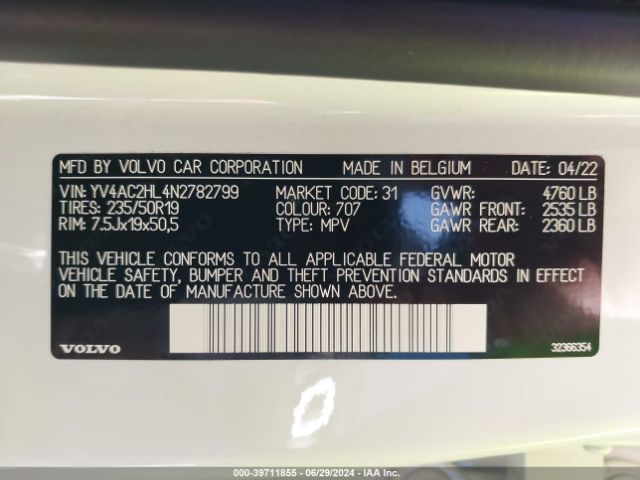 MFD BY VOLVO CAR CORPORATION MADE IN BELGIUM DATE: 04/22
VIN: YV4AC2HL4N2782799 MARKET CODE: 31 GVWR: 4760 LB
TIRES: 235/50R19 COLOUR: 707 GAWR FRONT: 2535 LB
RIM: 7.5Jx19x50,5 TYPE: MPV GAWR REAR: 2360 LB
THIS VEHICLE CONFORMS TO ALL APPLICABLE FEDERAL MOTOR
VEHICLE SAFETY, BUMPER AND THEFT PREVENTION STANDARDS IN EFFECT
ON THE DATE OF MANUFACTURE SHOWN ABOVE.
VOLVO 32366354
000-39711855 - 06/29/2024 - IAA Inc.